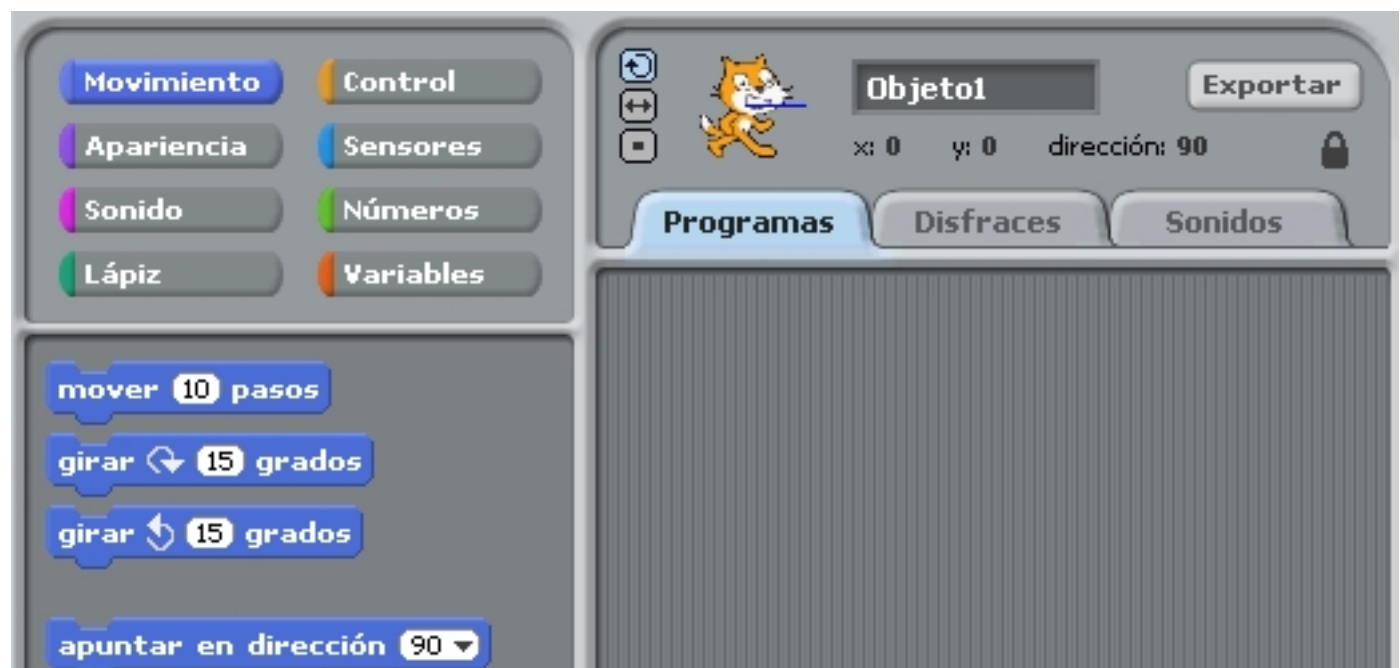 Movimiento
Control
Apariencia
Sensores
Sonido
Números
Lápiz
Variables
mover 10 pasos
girar 15 grados
girar 15 grados
apuntar en dirección 90
Objeto1
Exportar
x: 0 y: 0 dirección: 90
Programas
Disfraces
Sonidos